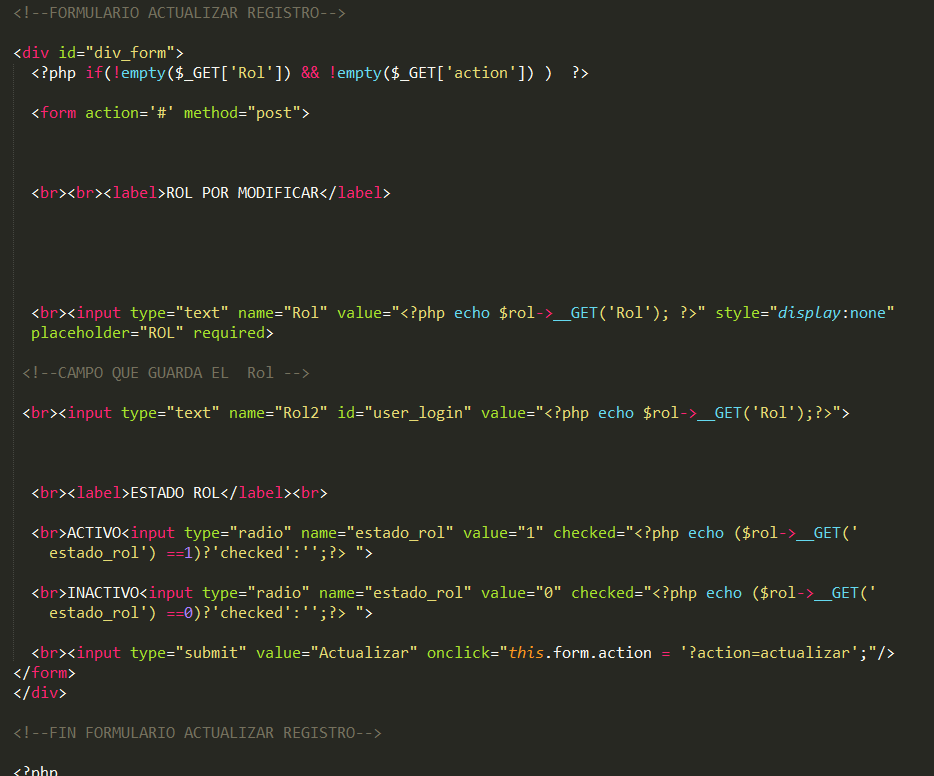 <!--FORMULARIO ACTUALIZAR REGISTRO-->
<div id="div_form">
<?php if(!empty($_GET['Rol']) && !empty($_GET['action']) )  ?>
<form action='#' method="post">
<br><br><label>ROL POR MODIFICAR</label>
<br><input type="text" name="Rol" value="<?php echo $rol->__GET('Rol'); ?>" style="display:none"
placeholder="ROL" required>
<!--CAMPO QUE GUARDA EL  Rol -->
<br><input type="text" name="Rol2" id="user_login" value="<?php echo $rol->__GET('Rol');?>">
<br><label>ESTADO ROL</label><br>
<br>ACTIVO<input type="radio" name="estado_rol" value="1" checked="<?php echo ($rol->__GET('
estado_rol') ==1)?'checked':'';?> ">
<br>INACTIVO<input type="radio" name="estado_rol" value="0" checked="<?php echo ($rol->__GET('
estado_rol') ==0)?'checked':'';?> ">
<br><input type="submit" value="Actualizar" onclick="this.form.action = '?action=actualizar';"/>
</form>
</div>
<!--FIN FORMULARIO ACTUALIZAR REGISTRO-->
<?php